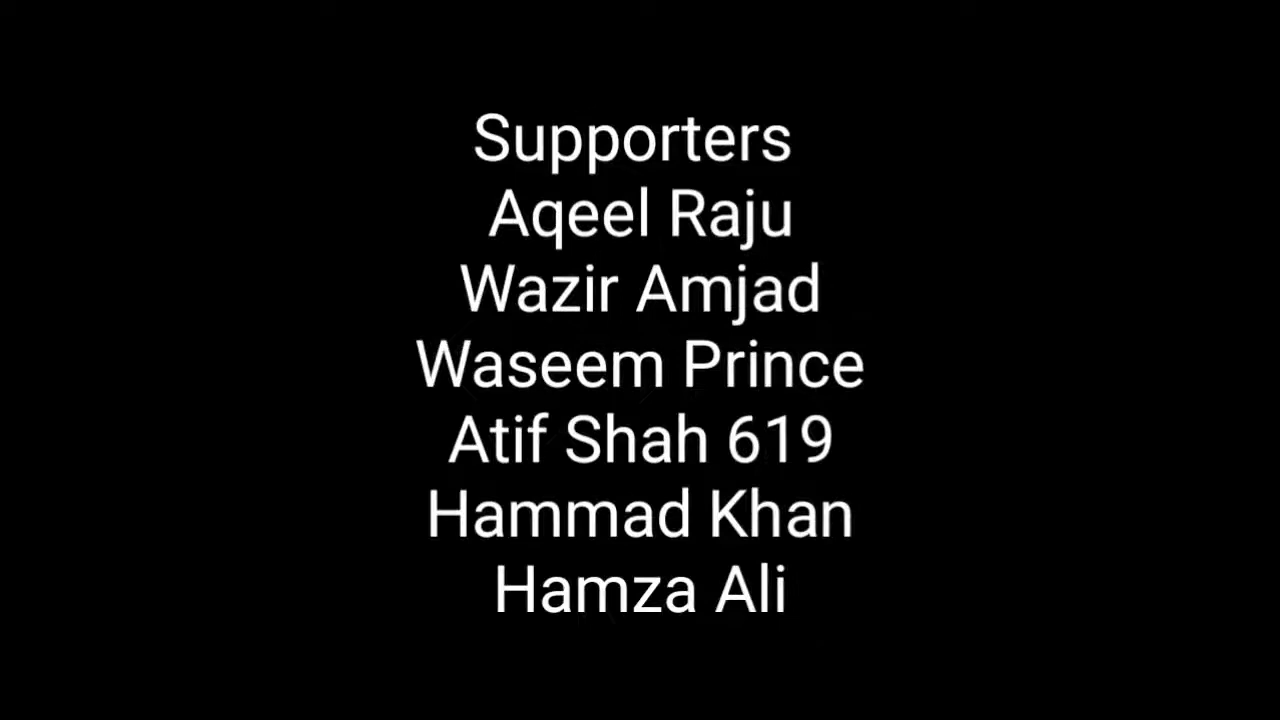 Supporters
Aqeel Raju
Wazir Amjad
Waseem Prince
Atif Shah 619
Hammad Khan
Hamza Ali